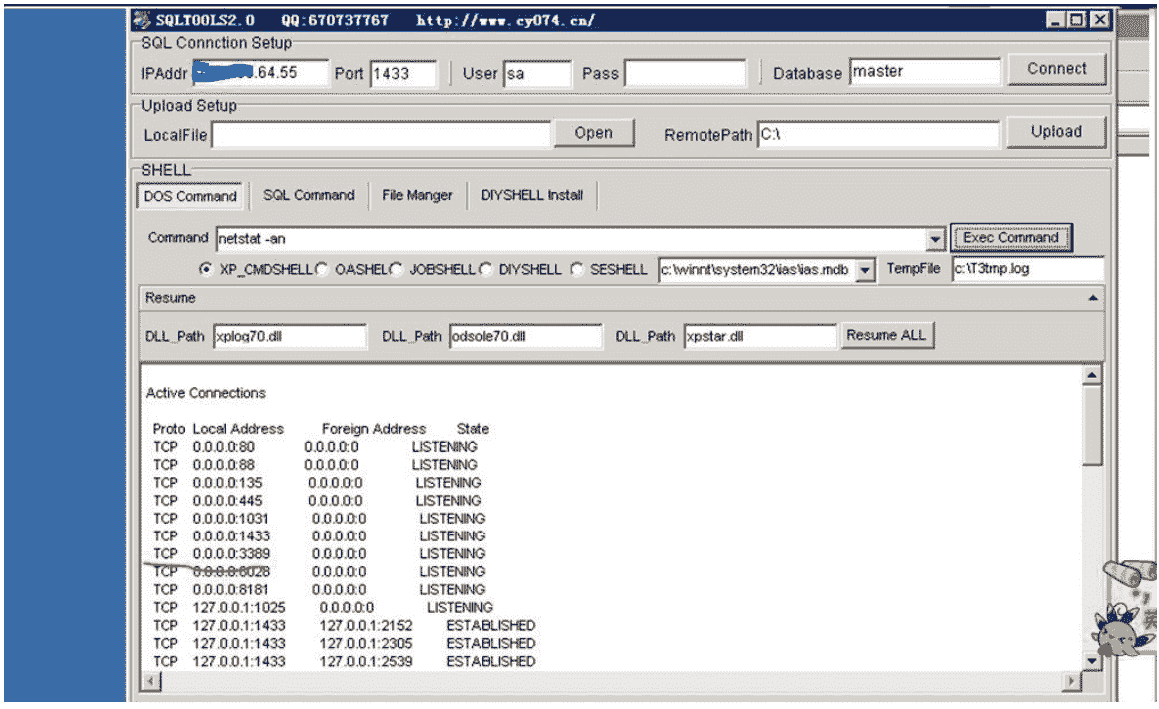 SQLTOOLS2.0 QQ:670737767 http://www.cy074.cn/
SQL Connction Setup
IPAddr .64.55 Port 1433 User sa Pass Database master Connect
Upload Setup
LocalFile Open RemotePath C:\ Upload
SHELL
DOS Command SQL Command File Manger DIYSHELL Install
Command netstat -an Exec Command
XP_CMDSHELL OASHEL JOBSHELL DIYSHELL SESHELL c:\winnt\system32\ias\ias.mdb TempFile c:\T3tmp.log
Resume
DLL_Path xplog70.dll DLL_Path odsole70.dll DLL_Path xpstar.dll Resume ALL
Active Connections
Proto Local Address Foreign Address State
TCP 0.0.0.0:80 0.0.0.0:0 LISTENING
TCP 0.0.0.0:88 0.0.0.0:0 LISTENING
TCP 0.0.0.0:135 0.0.0.0:0 LISTENING
TCP 0.0.0.0:445 0.0.0.0:0 LISTENING
TCP 0.0.0.0:1031 0.0.0.0:0 LISTENING
TCP 0.0.0.0:1433 0.0.0.0:0 LISTENING
TCP 0.0.0.0:3389 0.0.0.0:0 LISTENING
TCP 0.0.0.0:6028 0.0.0.0:0 LISTENING
TCP 0.0.0.0:8181 0.0.0.0:0 LISTENING
TCP 127.0.0.1:1025 0.0.0.0:0 LISTENING
TCP 127.0.0.1:1433 127.0.0.1:2152 ESTABLISHED
TCP 127.0.0.1:1433 127.0.0.1:2305 ESTABLISHED
TCP 127.0.0.1:1433 127.0.0.1:2539 ESTABLISHED
英